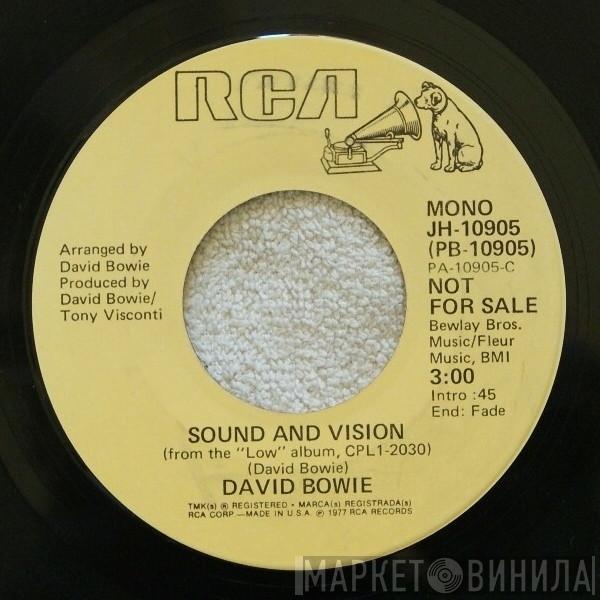 RCA
MONO
JH-10905
(PB-10905)
PA-10905-C
NOT
FOR SALE
Bewlay Bros.
Music/Fleur
Music, BMI
3:00
Intro :45
End: Fade
Arranged by
David Bowie
Produced by
David Bowie/
Tony Visconti
SOUND AND VISION
(from the "Low" album, CPL1-2030)
(David Bowie)
DAVID BOWIE
TMK(s) ® REGISTERED • MARCA(s) REGISTRADA(s)
RCA CORP.—MADE IN U.S.A. ℗ 1977 RCA RECORDS
МАРКЕТ ВИНИЛА